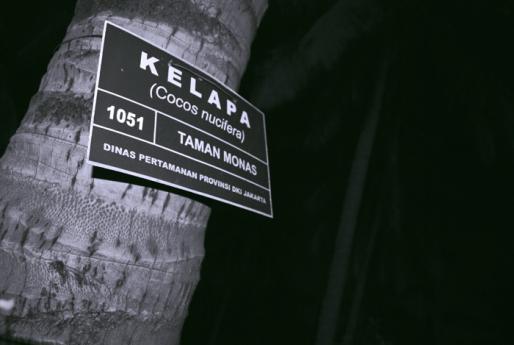 KELAPA
(Cocos nucifera)
1051
TAMAN MONAS
DINAS PERTAMANAN PROVINSI DKI JAKARTA